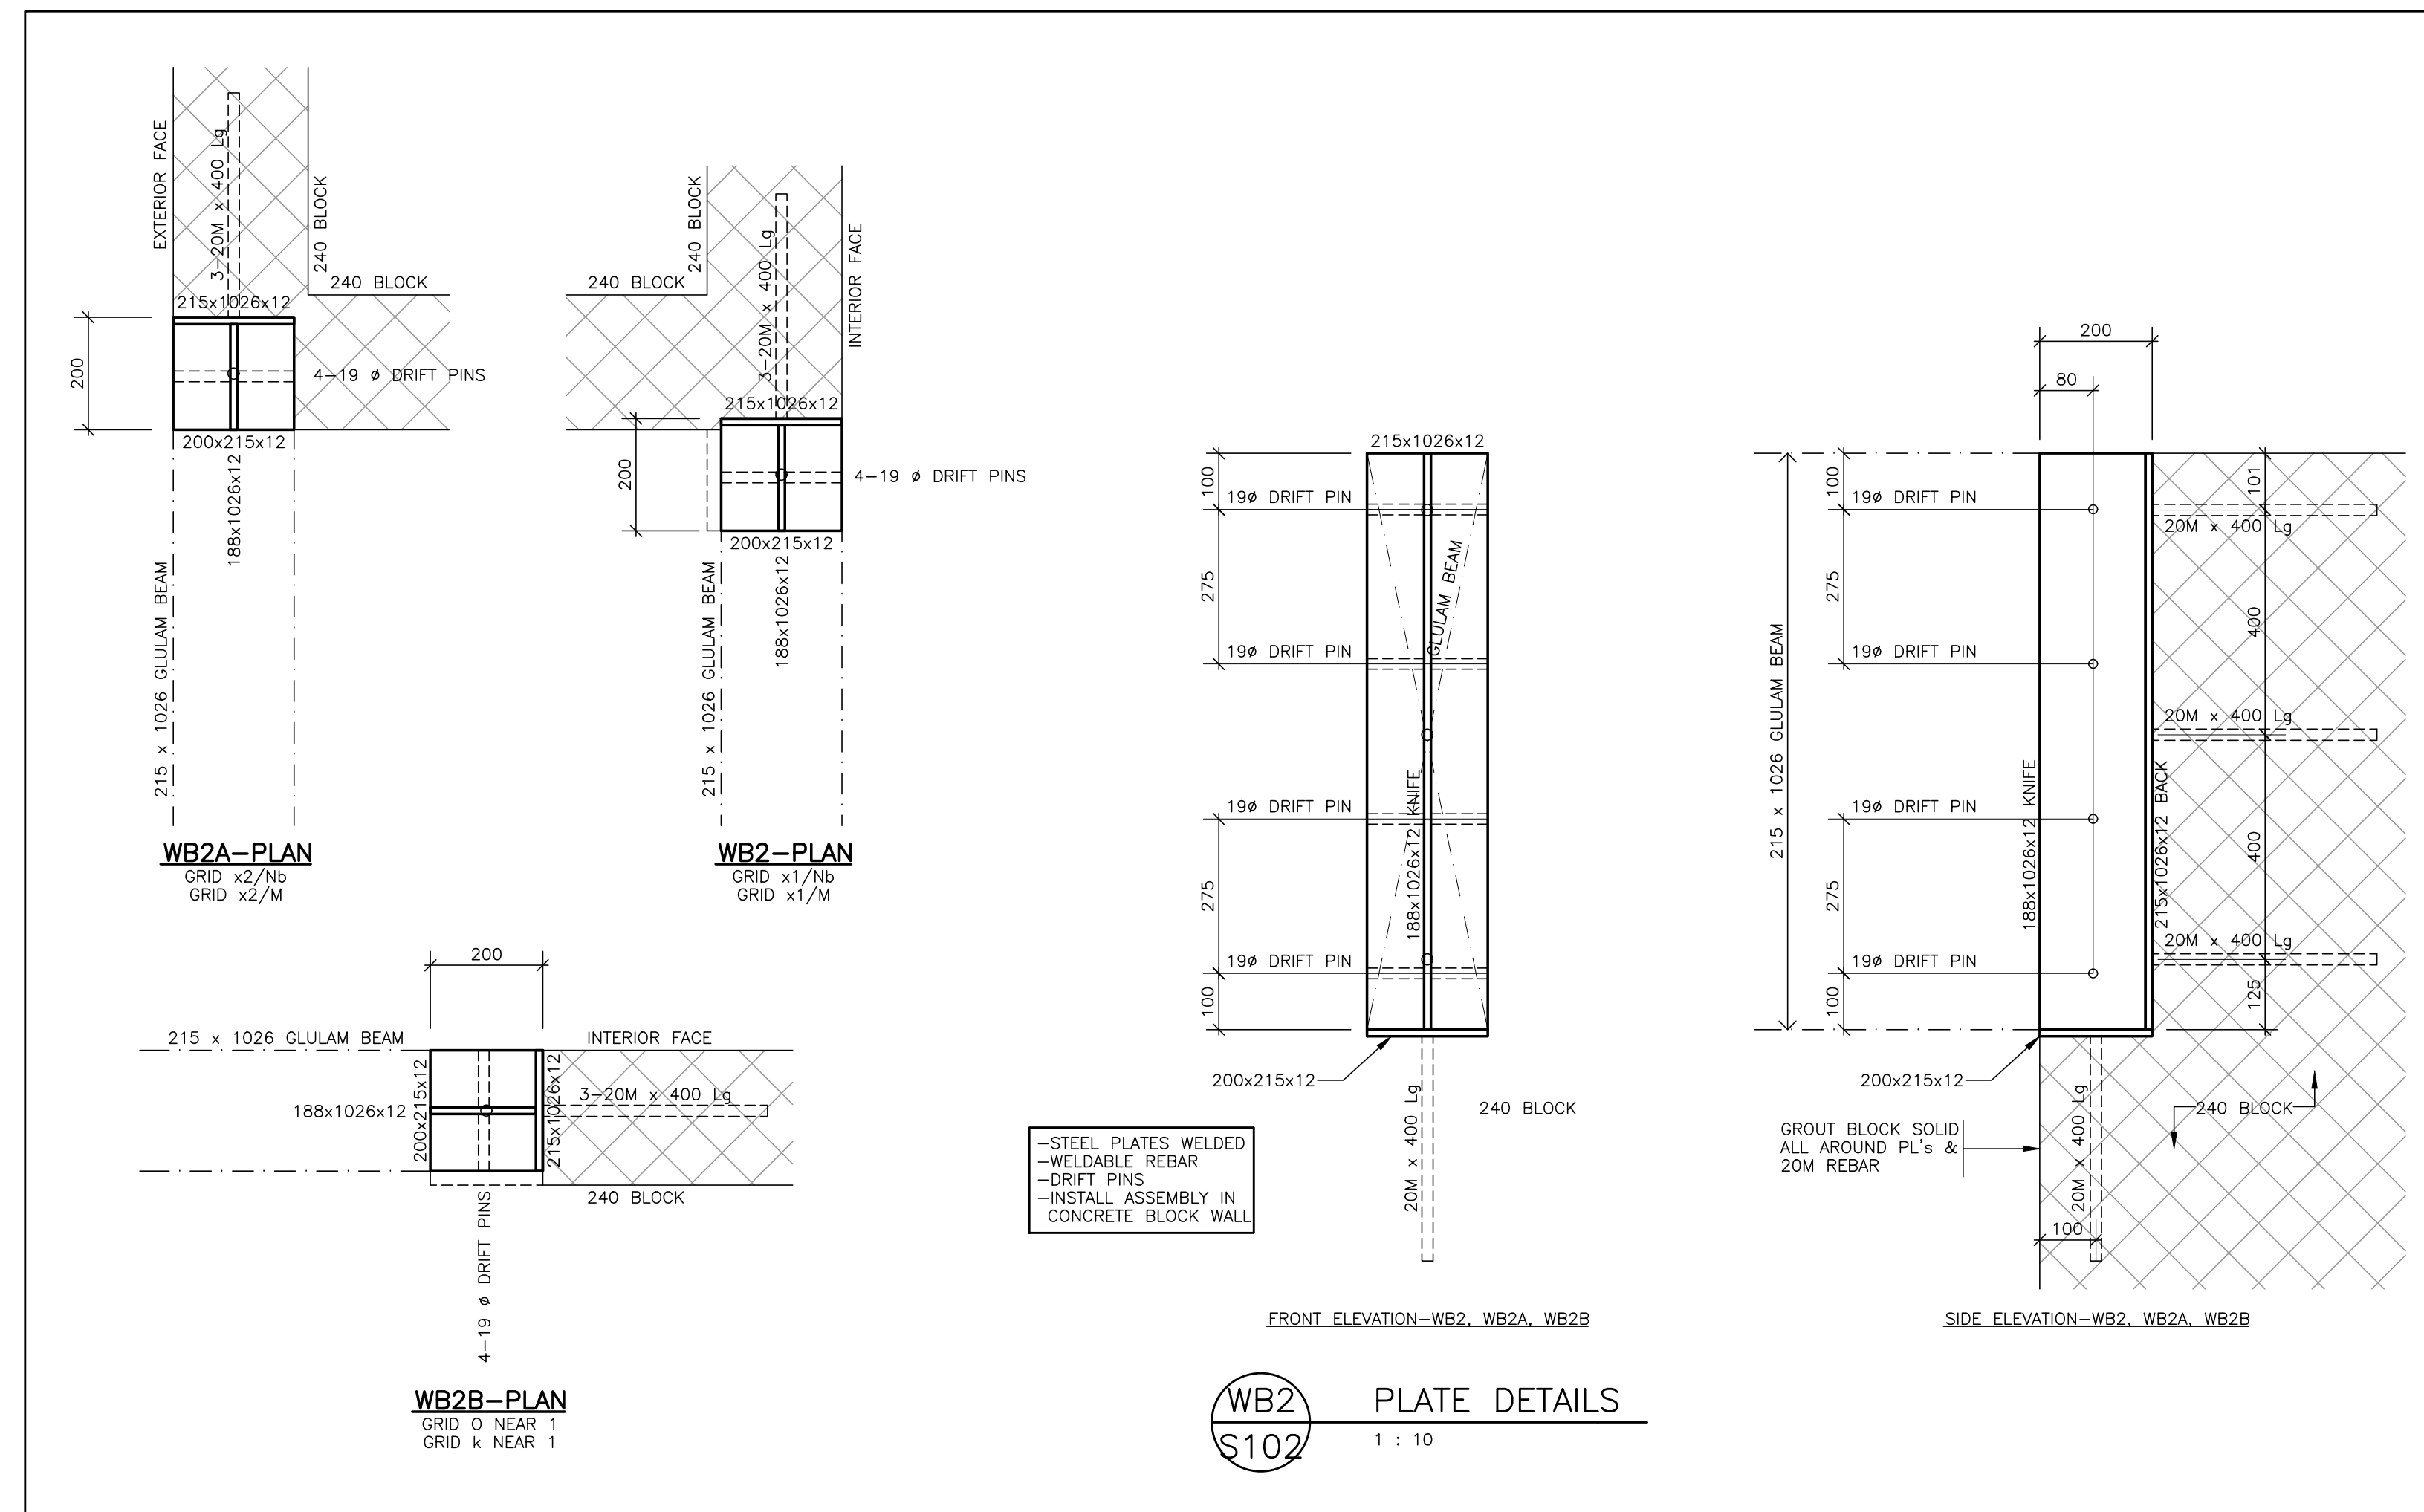 EXTERIOR FACE
3-20M x 400 Lg
240 BLOCK
240 BLOCK
215x1026x12
200
4-19 ø DRIFT PINS
200x215x12
188x1026x12
215 x 1026 GLULAM BEAM
WB2A-PLAN
GRID x2/Nb
GRID x2/M
240 BLOCK
240 BLOCK
3-20M x 400 Lg
INTERIOR FACE
215x1026x12
200
4-19 ø DRIFT PINS
200x215x12
188x1026x12
215 x 1026 GLULAM BEAM
WB2-PLAN
GRID x1/Nb
GRID x1/M
200
215 x 1026 GLULAM BEAM
INTERIOR FACE
188x1026x12
200x215x12
215x1026x12
3-20M x 400 Lg
240 BLOCK
4-19 ø DRIFT PINS
WB2B-PLAN
GRID O NEAR 1
GRID k NEAR 1
-STEEL PLATES WELDED
-WELDABLE REBAR
-DRIFT PINS
-INSTALL ASSEMBLY IN
CONCRETE BLOCK WALL
215x1026x12
100
19ø DRIFT PIN
275
19ø DRIFT PIN
GLULAM BEAM
188x1026x12 KNIFE
19ø DRIFT PIN
275
19ø DRIFT PIN
100
200x215x12
20M x 400 Lg
240 BLOCK
FRONT ELEVATION-WB2, WB2A, WB2B
200
80
215 x 1026 GLULAM BEAM
100
19ø DRIFT PIN
275
19ø DRIFT PIN
19ø DRIFT PIN
275
19ø DRIFT PIN
100
188x1026x12 KNIFE
215x1026x12 BACK
101
20M x 400 Lg
400
20M x 400 Lg
400
20M x 400 Lg
125
200x215x12
240 BLOCK
GROUT BLOCK SOLID
ALL AROUND PL's &
20M REBAR
20M x 400 Lg
100
SIDE ELEVATION-WB2, WB2A, WB2B
WB2
S102
PLATE DETAILS
1 : 10